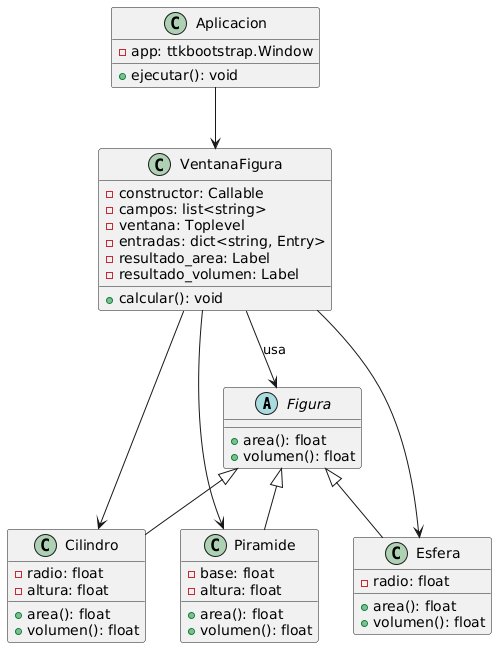 C Aplicacion
app: ttkbootstrap.Window
ejecutar(): void
C VentanaFigura
constructor: Callable
campos: list<string>
ventana: Toplevel
entradas: dict<string, Entry>
resultado_area: Label
resultado_volumen: Label
calcular(): void
usa
A Figura
area(): float
volumen(): float
C Cilindro
radio: float
altura: float
area(): float
volumen(): float
C Piramide
base: float
altura: float
area(): float
volumen(): float
C Esfera
radio: float
area(): float
volumen(): float